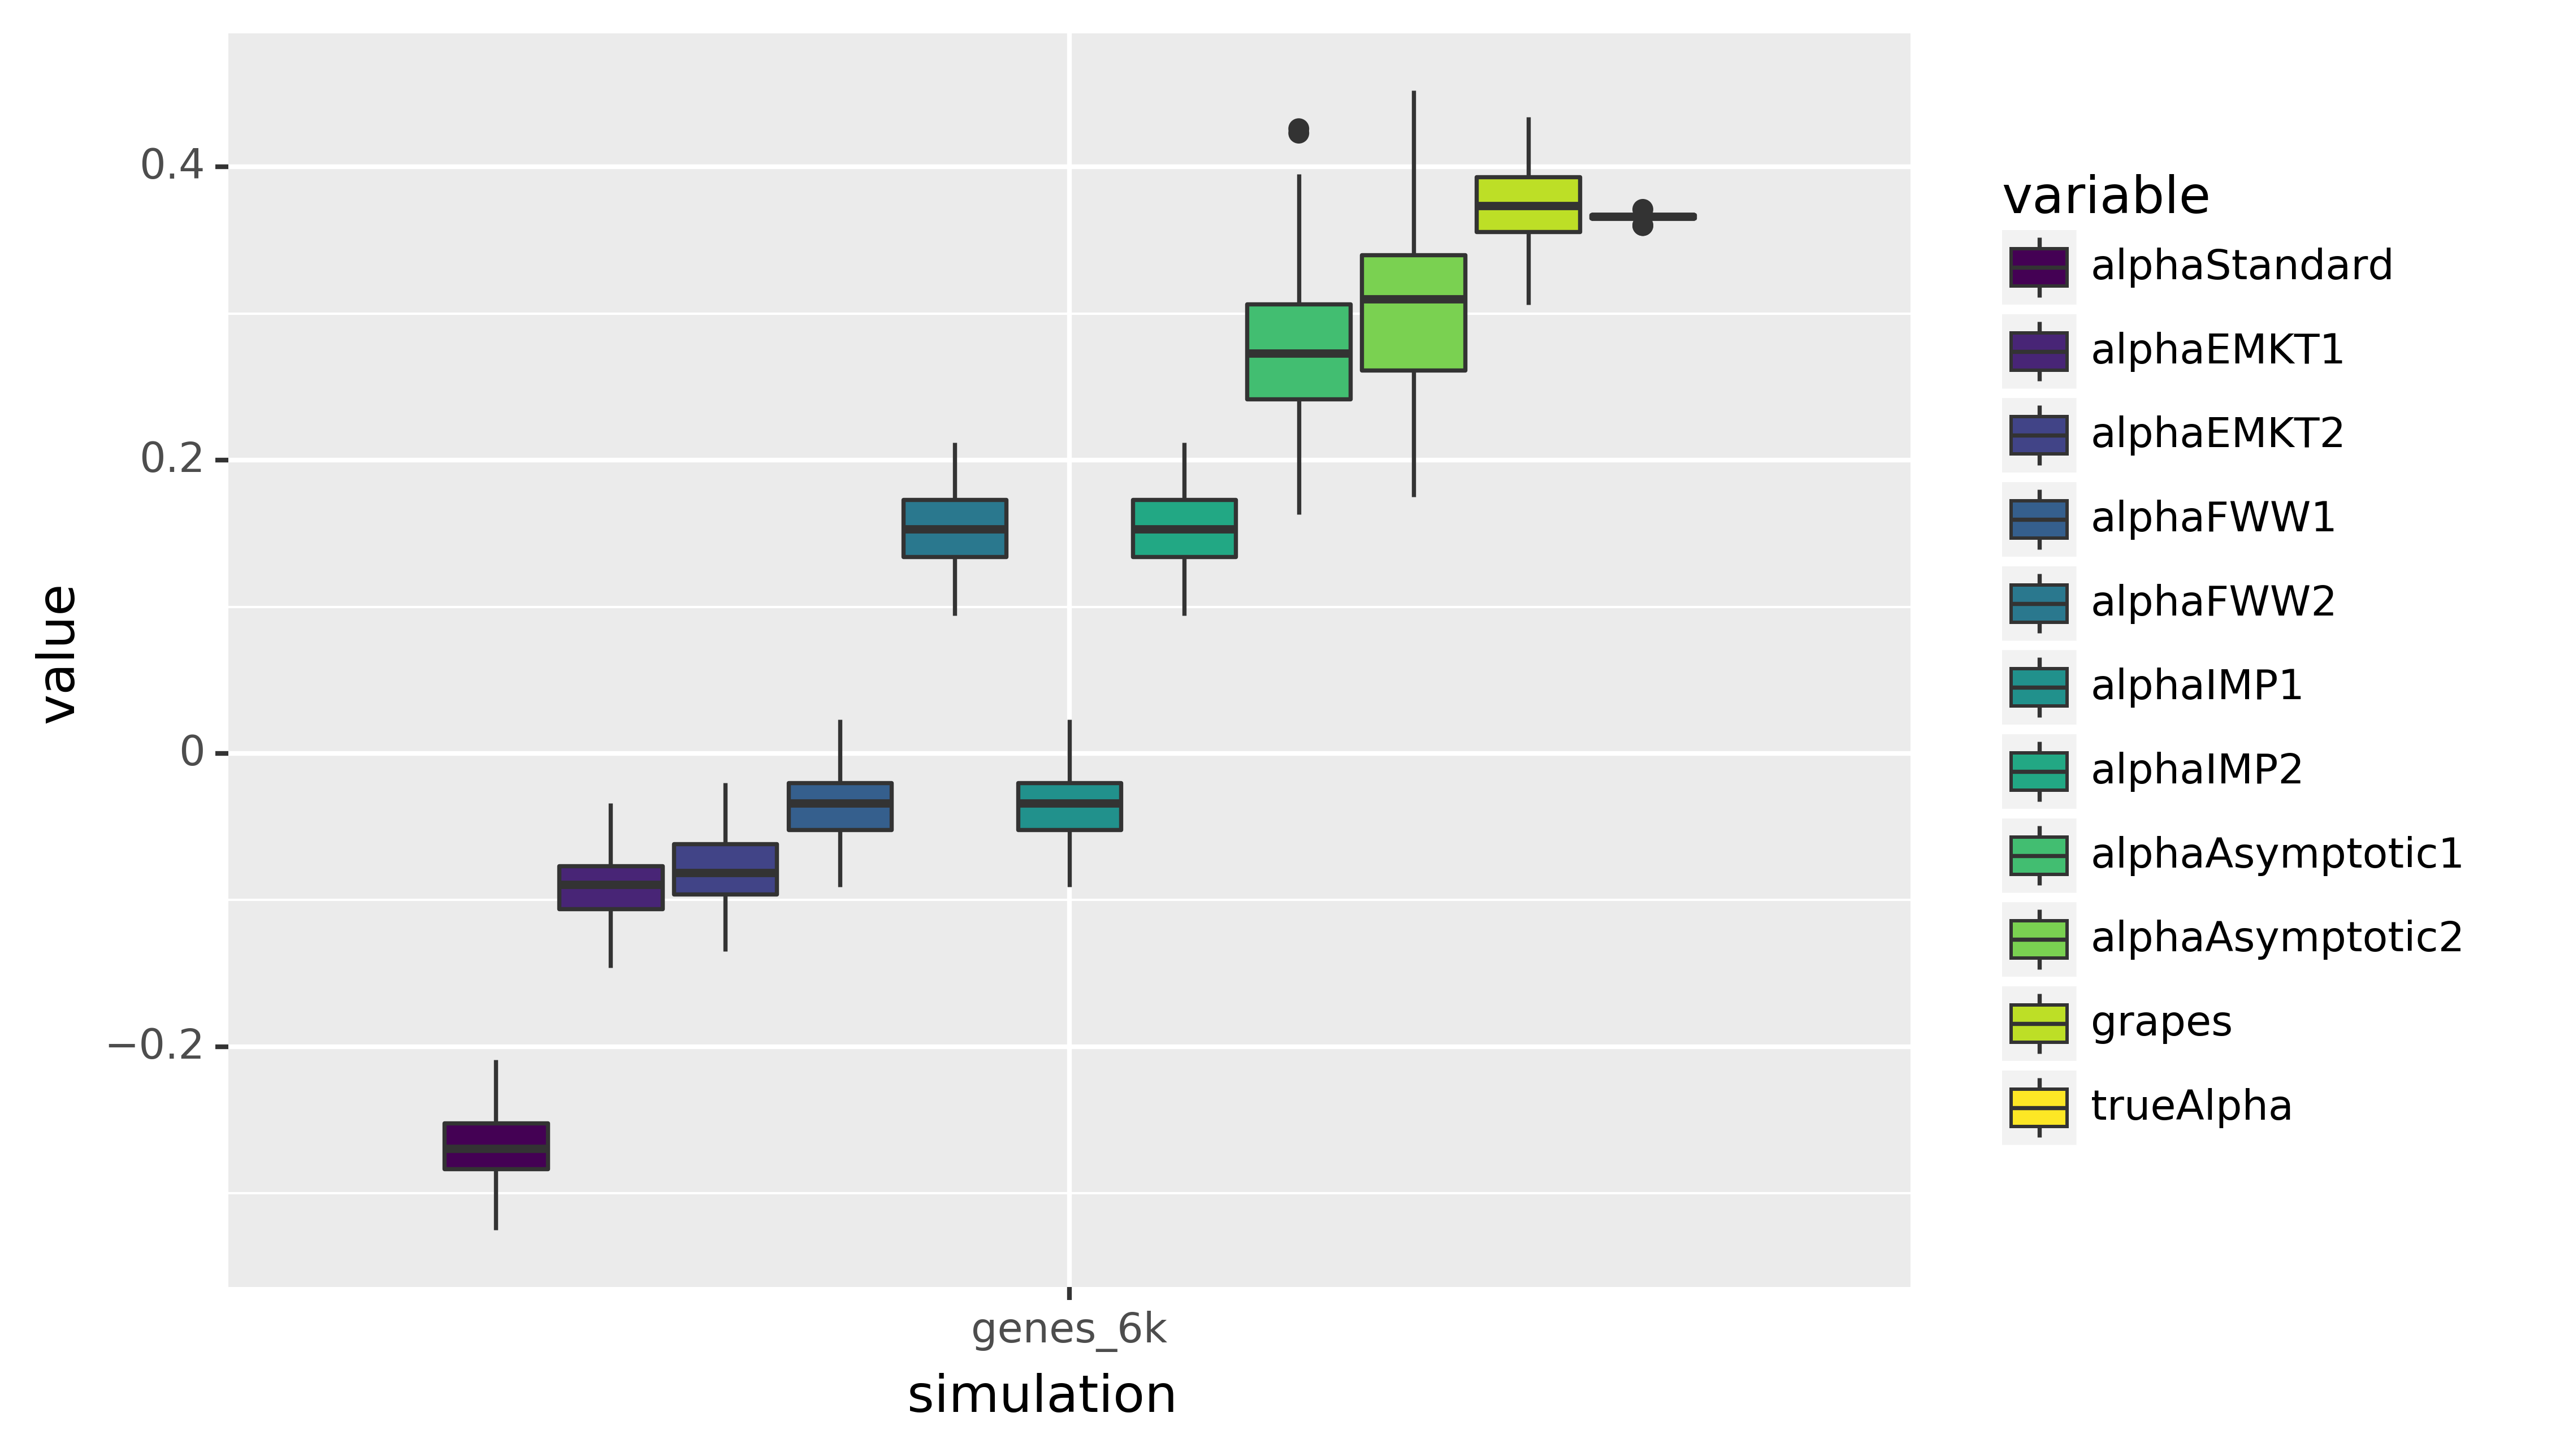 0.4
0.2
0
−0.2
value
genes_6k
simulation
variable
alphaStandard
alphaEMKT1
alphaEMKT2
alphaFWW1
alphaFWW2
alphaIMP1
alphaIMP2
alphaAsymptotic1
alphaAsymptotic2
grapes
trueAlpha